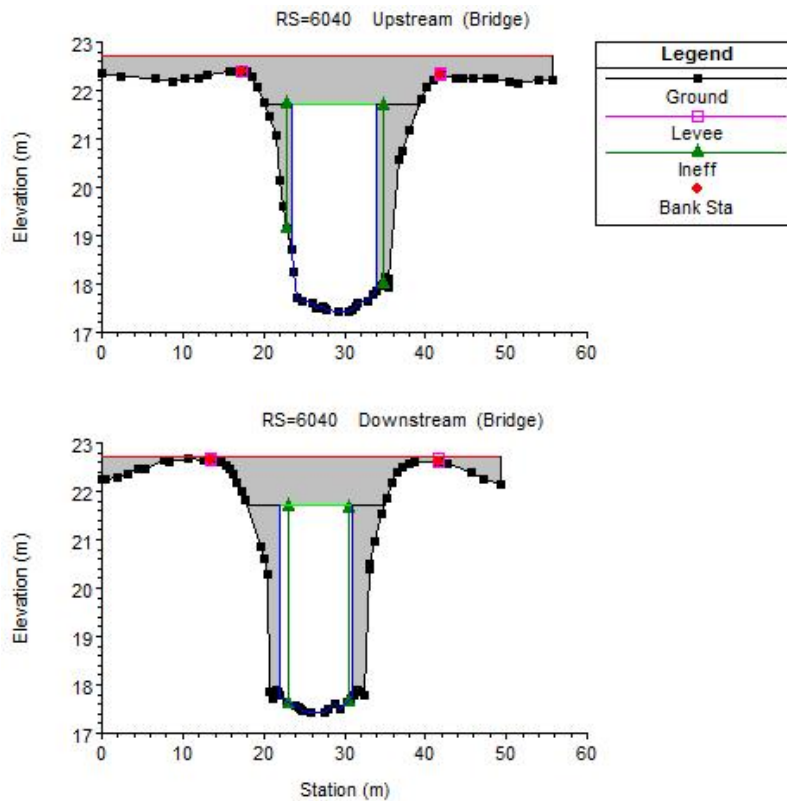 RS=6040 Upstream (Bridge)
23
22
21
20
19
18
17
0 10 20 30 40 50 60
Elevation (m)
Legend
Ground
Levee
Ineff
Bank Sta
RS=6040 Downstream (Bridge)
23
22
21
20
19
18
17
0 10 20 30 40 50 60
Elevation (m)
Station (m)